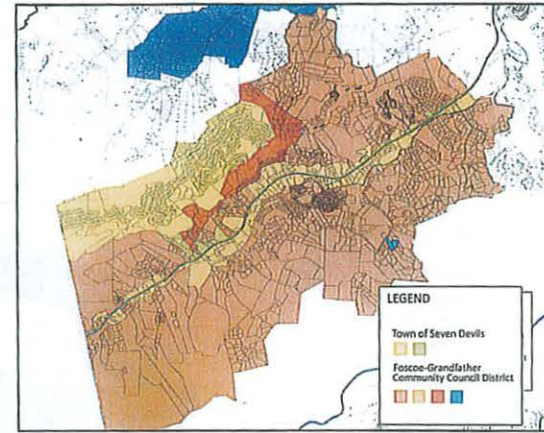 LEGEND
Town of Seven Devils
Foscoe-Grandfather
Community Council District